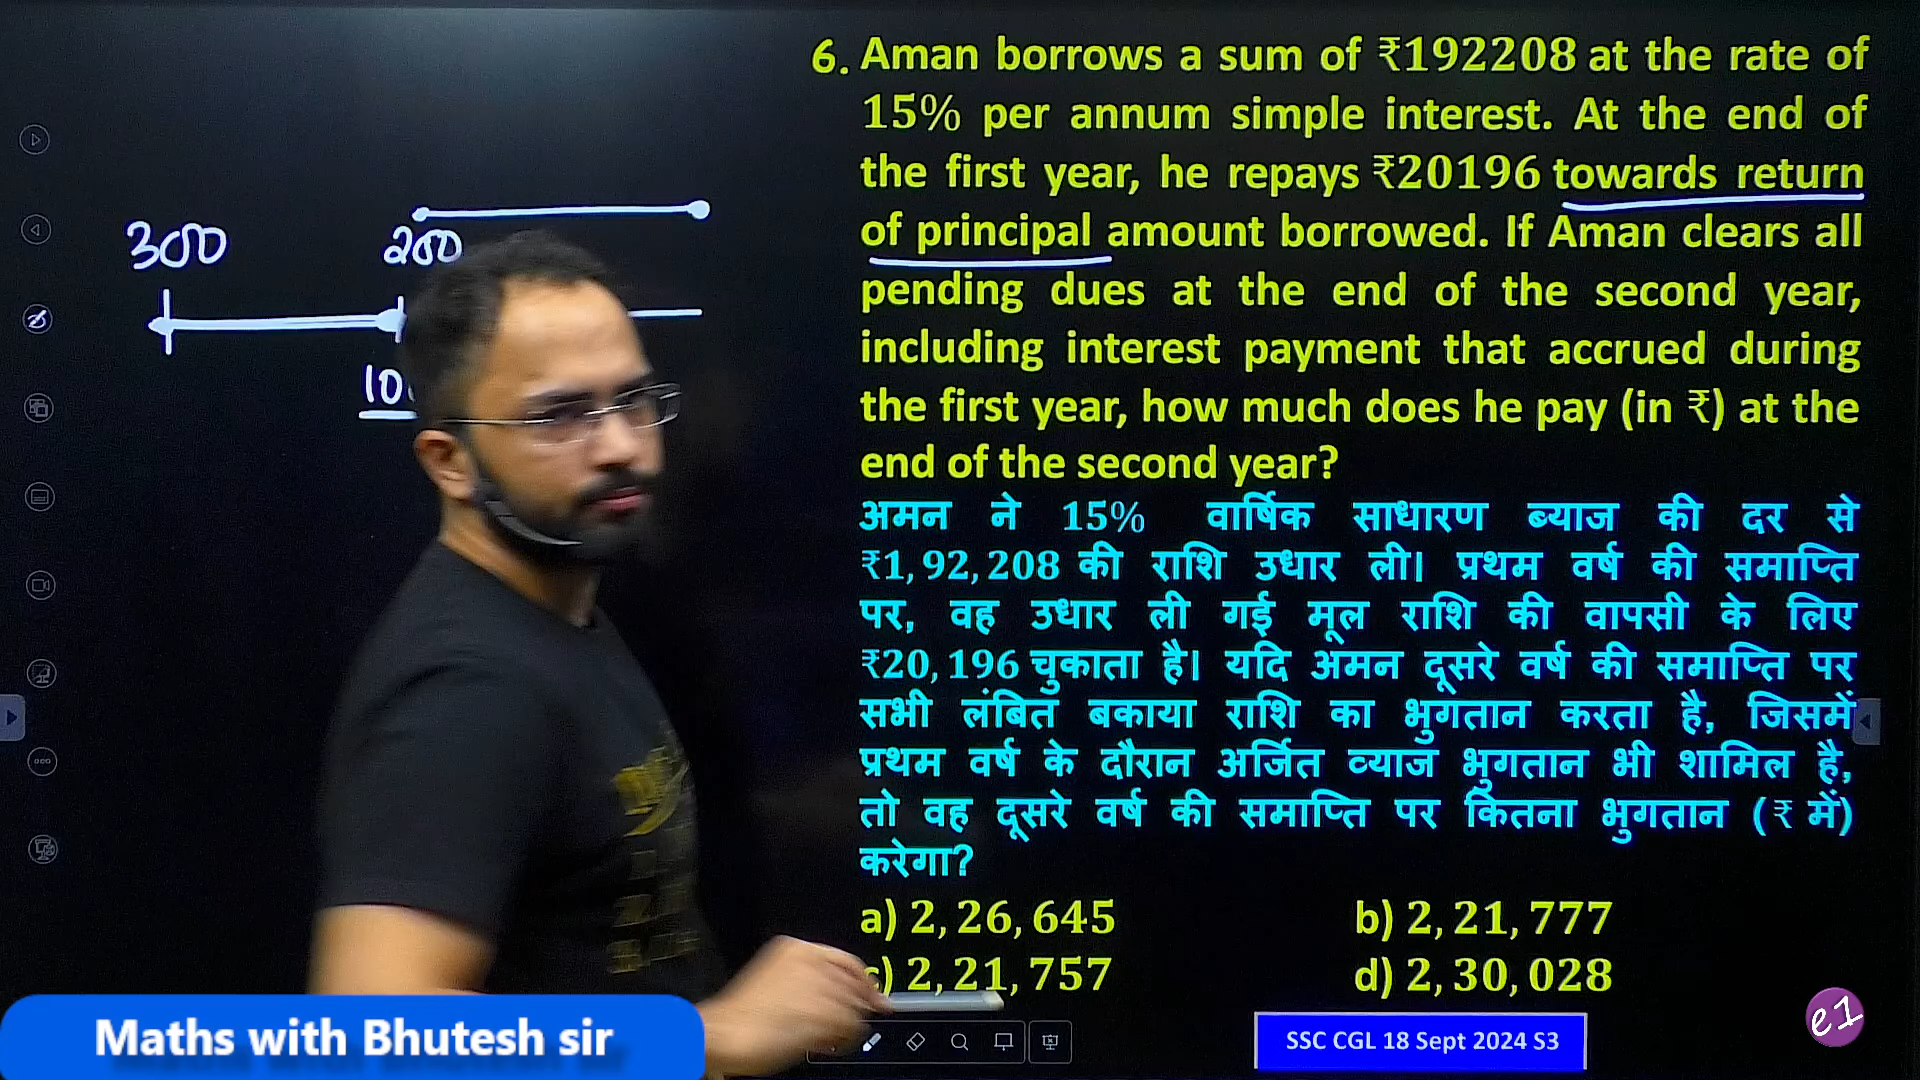 6. Aman borrows a sum of ₹192208 at the rate of
15% per annum simple interest. At the end of
the first year, he repays ₹20196 towards return
of principal amount borrowed. If Aman clears all
pending dues at the end of the second year,
including interest payment that accrued during
the first year, how much does he pay (in ₹) at the
end of the second year?
अमन ने 15% वार्षिक साधारण ब्याज की दर से
₹1,92,208 की राशि उधार ली। प्रथम वर्ष की समाप्ति
पर, वह उधार ली गई मूल राशि की वापसी के लिए
₹20,196 चुकाता है। यदि अमन दूसरे वर्ष की समाप्ति पर
सभी लंबित बकाया राशि का भुगतान करता है, जिसमें
प्रथम वर्ष के दौरान अर्जित व्याज भुगतान भी शामिल है,
तो वह दूसरे वर्ष की समाप्ति पर कितना भुगतान (₹ में)
करेगा?
a) 2,26,645 b) 2,21,777
c) 2,21,757 d) 2,30,028
300 200
SSC CGL 18 Sept 2024 S3
e1
Maths with Bhutesh sir